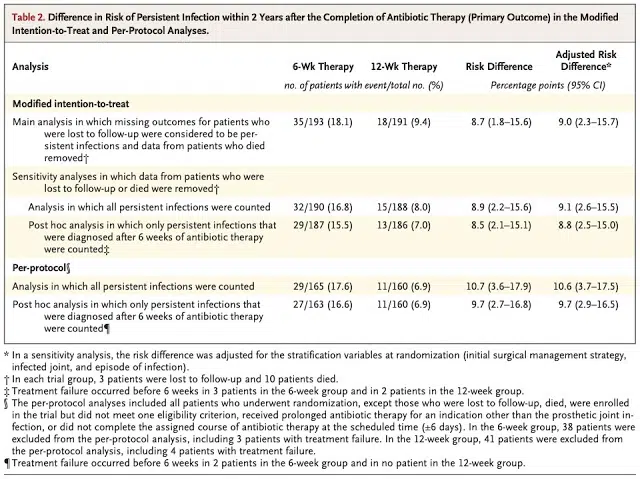 Table 2. Difference in Risk of Persistent Infection within 2 Years after the Completion of Antibiotic Therapy (Primary Outcome) in the Modified
Intention-to-Treat and Per-Protocol Analyses.
Analysis 6-Wk Therapy 12-Wk Therapy Risk Difference Adjusted Risk
Difference*
no. of patients with event/total no. (%) Percentage points (95% CI)
Modified intention-to-treat
Main analysis in which missing outcomes for patients who 35/193 (18.1) 18/191 (9.4) 8.7 (1.8–15.6) 9.0 (2.3–15.7)
were lost to follow-up were considered to be per-
sistent infections and data from patients who died
removed†
Sensitivity analyses in which data from patients who were
lost to follow-up or died were removed†
Analysis in which all persistent infections were counted 32/190 (16.8) 15/188 (8.0) 8.9 (2.2–15.6) 9.1 (2.6–15.5)
Post hoc analysis in which only persistent infections that 29/187 (15.5) 13/186 (7.0) 8.5 (2.1–15.1) 8.8 (2.5–15.0)
were diagnosed after 6 weeks of antibiotic therapy
were counted‡
Per-protocol§
Analysis in which all persistent infections were counted 29/165 (17.6) 11/160 (6.9) 10.7 (3.6–17.9) 10.6 (3.7–17.5)
Post hoc analysis in which only persistent infections that 27/163 (16.6) 11/160 (6.9) 9.7 (2.7–16.8) 9.7 (2.9–16.5)
were diagnosed after 6 weeks of antibiotic therapy
were counted¶
* In a sensitivity analysis, the risk difference was adjusted for the stratification variables at randomization (initial surgical management strategy,
infected joint, and episode of infection).
† In each trial group, 3 patients were lost to follow-up and 10 patients died.
‡ Treatment failure occurred before 6 weeks in 3 patients in the 6-week group and in 2 patients in the 12-week group.
§ The per-protocol analyses included all patients who underwent randomization, except those who were lost to follow-up, died, were enrolled
in the trial but did not meet one eligibility criterion, received prolonged antibiotic therapy for an indication other than the prosthetic joint in-
fection, or did not complete the assigned course of antibiotic therapy at the scheduled time (±6 days). In the 6-week group, 38 patients were
excluded from the per-protocol analysis, including 3 patients with treatment failure. In the 12-week group, 41 patients were excluded from
the per-protocol analysis, including 4 patients with treatment failure.
¶ Treatment failure occurred before 6 weeks in 2 patients in the 6-week group and in no patient in the 12-week group.